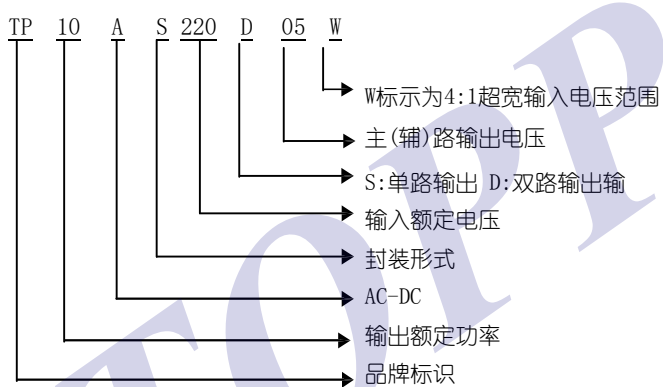 TP 10 A S 220 D 05 W
W标示为4:1超宽输入电压范围
主(辅)路输出电压
S:单路输出 D:双路输出输
输入额定电压
封装形式
AC-DC
输出额定功率
品牌标识
TOPP